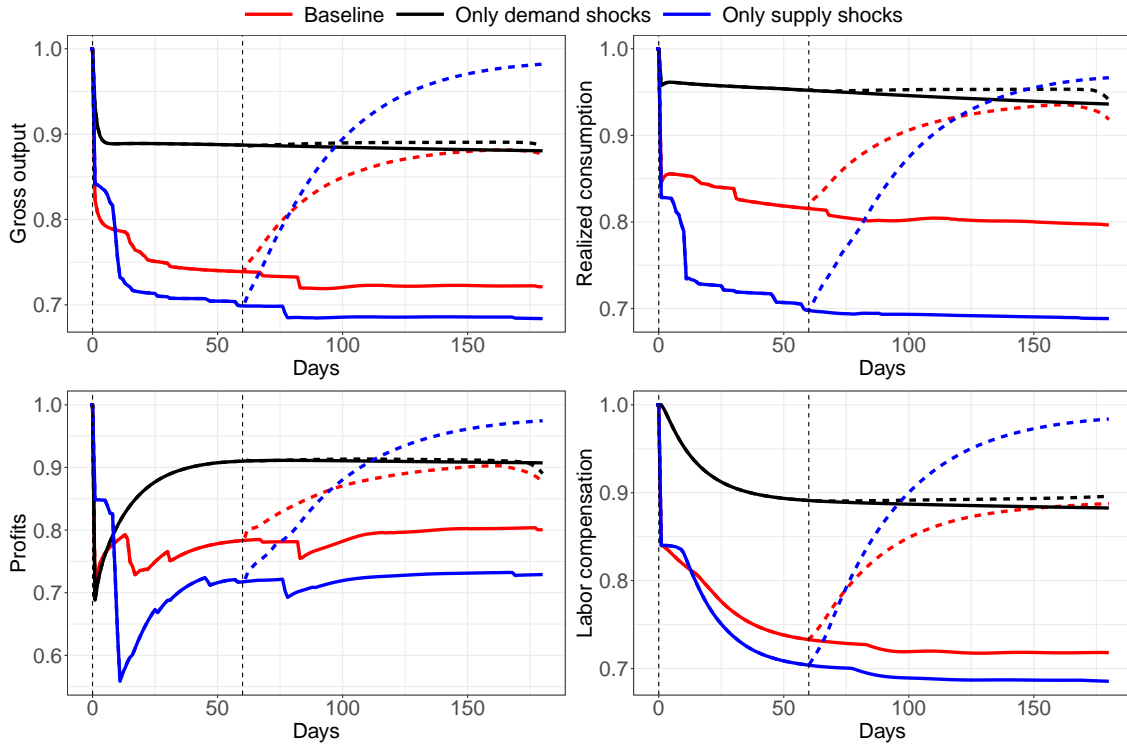 Baseline Only demand shocks Only supply shocks
Gross output
1.0
0.9
0.8
0.7
0 50 100 150
Days
Realized consumption
1.0
0.9
0.8
0.7
0 50 100 150
Days
Profits
1.0
0.9
0.8
0.7
0.6
0 50 100 150
Days
Labor compensation
1.0
0.9
0.8
0.7
0 50 100 150
Days